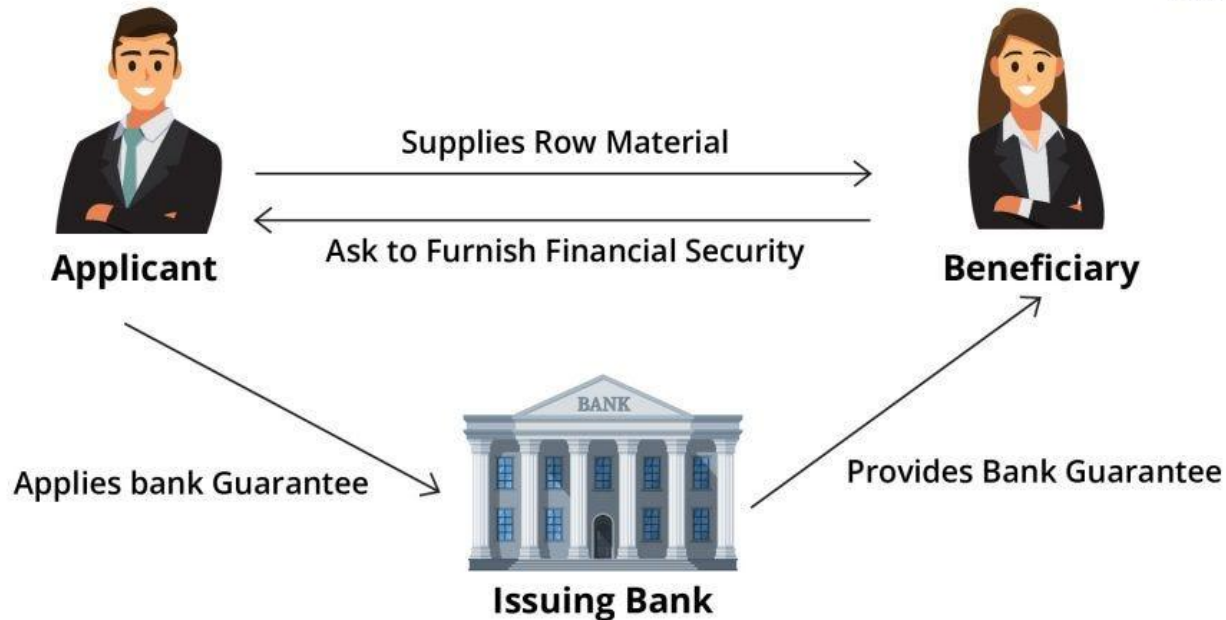 Supplies Row Material
Ask to Furnish Financial Security
Applicant
Beneficiary
BANK
Applies bank Guarantee
Provides Bank Guarantee
Issuing Bank